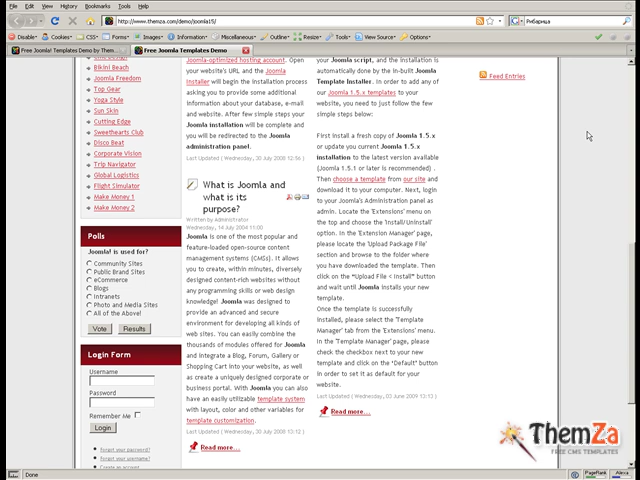 File Edit View History Bookmarks Tools Help
http://www.themza.com/demo/joomla15/
Рибарица
Disable Cookies CSS Forms Images Information Miscellaneous Outline Resize Tools View Source Options
Free Joomla! Templates Demo by Them...
Free Joomla Templates Demo
Bikini Beach
Joomla Freedom
Top Gear
Yoga Style
Sun Skin
Cutting Edge
Sweethearts Club
Disco Beat
Corporate Vision
Trip Navigator
Global Logistics
Flight Simulator
Make Money 1
Make Money 2
Polls
Joomla! is used for?
Community Sites
Public Brand Sites
eCommerce
Blogs
Intranets
Photo and Media Sites
All of the Above!
Vote Results
Login Form
Username
Password
Remember Me
Login
Forgot your password?
Forgot your username?
Create an account
Joomla-optimized hosting account. Open
your website's URL and the Joomla
Installer will begin the installation process
asking you to provide some additional
information about your database, e-mail
and website. After few simple steps your
Joomla installation will be complete and
you will be redirected to the Joomla
administration panel.
Last Updated ( Wednesday, 30 July 2008 12:56 )
What is Joomla and
what is its
purpose?
Written by Administrator
Wednesday, 14 July 2004 11:00
Joomla is one of the most popular and
feature-loaded open-source content
management systems (CMSs). It allows
you to create, within minutes, diversely
designed content-rich websites without
any programming skills or web design
knowledge! Joomla was designed to
provide an advanced and secure
environment for developing all kinds of
web sites. You can easily combine the
thousands of modules offered for Joomla
and integrate a Blog, Forum, Gallery or
Shopping Cart into your website, as well
as create a uniquely designed corporate or
business portal. With Joomla you can also
have an easily utilizable template system
with layout, color and other variables for
template customization.
Last Updated ( Wednesday, 30 July 2008 13:12 )
Read more...
your Joomla script, and the installation is
automatically done by the in-built Joomla
Template Installer. In order to add any of
our Joomla 1.5.x templates to your
website, you need to just follow the few
simple steps below:
First install a fresh copy of Joomla 1.5.x
or update you current Joomla 1.5.x
installation to the latest version available
(Joomla 1.5.1 or later is recommended) .
Then choose a template from our site and
download it to your computer. Next, login
to your Joomla's Administration panel as
admin. Locate the 'Extensions' menu on
the top and choose the 'Install/Uninstall'
option. In the 'Extension Manager' page,
please locate the 'Upload Package File'
section and browse to the folder where
you have downloaded the template. Then
click on the "Upload File < Install" button
and wait until Joomla installs your new
template.
Once the template is successfully
installed, please select the 'Template
Manager' tab from the 'Extensions' menu.
In the 'Template Manager' page, please
check the checkbox next to your new
template and click on the 'Default' button
in order to set it as default for your
website.
Last Updated ( Wednesday, 03 June 2009 13:13 )
Read more...
Feed Entries
ThemZa
FREE CMS TEMPLATES
Done
PageRank
Alexa